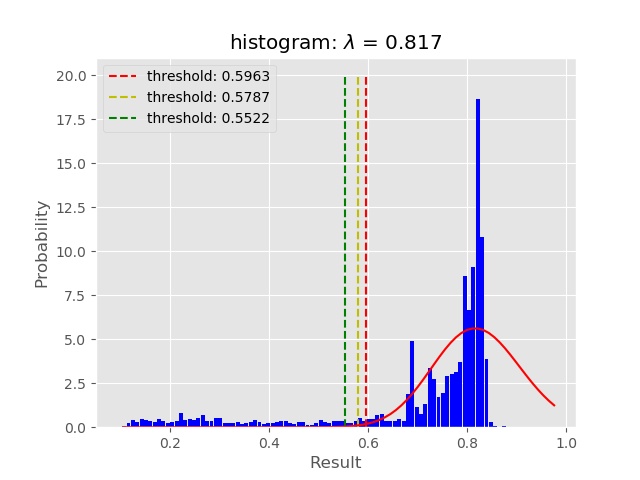 histogram: λ = 0.817
threshold: 0.5963
threshold: 0.5787
threshold: 0.5522
20.0
17.5
15.0
12.5
10.0
7.5
5.0
2.5
0.0
Probability
0.2 0.4 0.6 0.8 1.0
Result